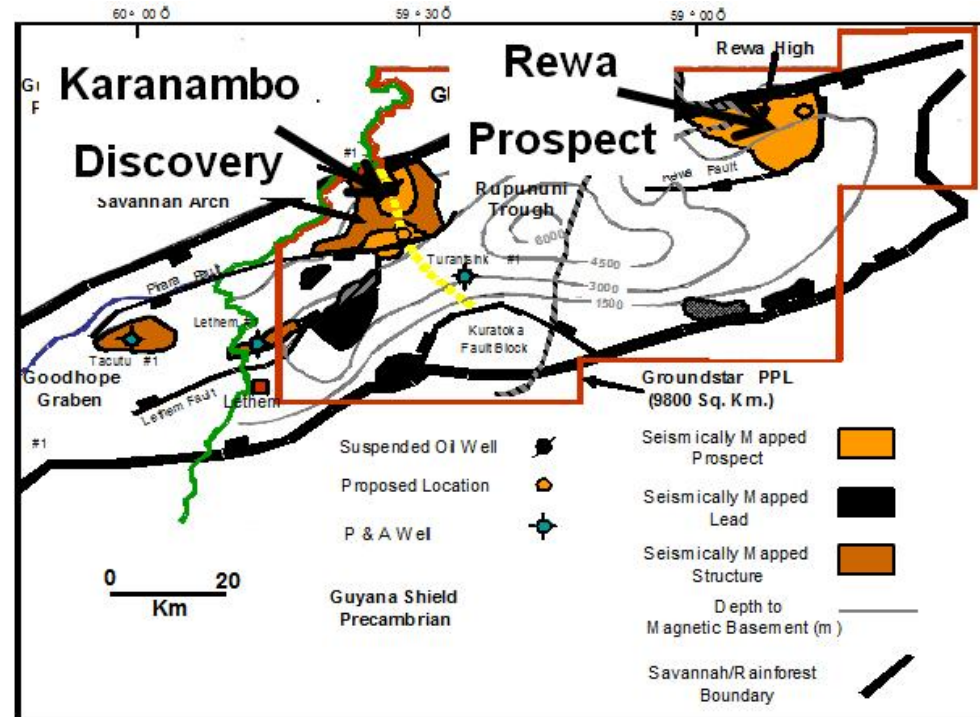 60° 00' Õ
59° 30' Õ
59° 00' Õ
Karanambo
Discovery
Rewa
Prospect
Rewa High
#1
Rewa Fault
Savannah Arch
Rupununi
Trough
6000
4500
3000
1500
Turantsink #1
Pirara Fault
Lethem #
Tacutu #1
Kuratoka
Fault Block
Goodhope
Graben
Lethem Fault
Lethem
Groundstar PPL
(9800 Sq. Km.)
#1
Suspended Oil Well
Proposed Location
P & A Well
Seismically Mapped
Prospect
Seismically Mapped
Lead
Seismically Mapped
Structure
Depth to
Magnetic Basement (m)
Savannah/Rainforest
Boundary
0
20
Km
Guyana Shield
Precambrian